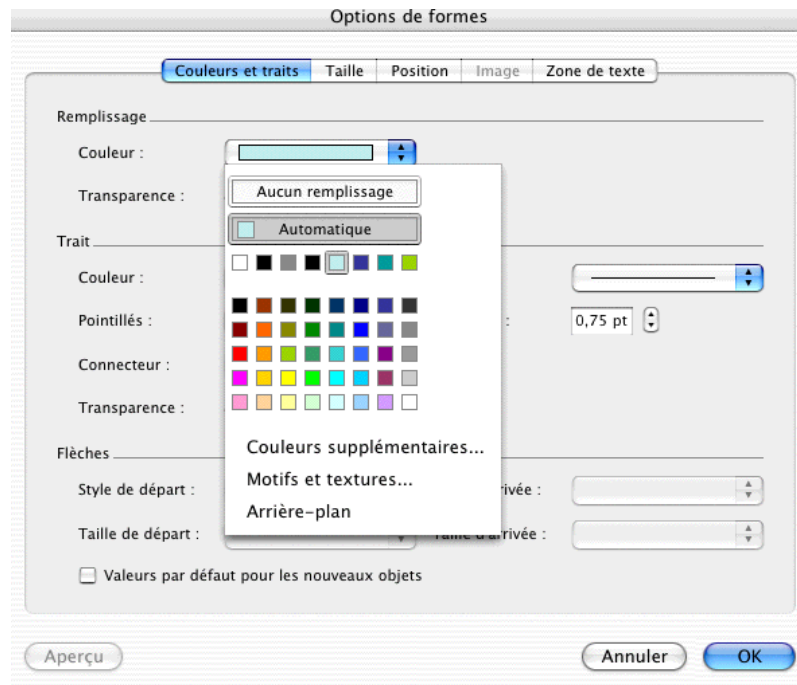 Options de formes
Couleurs et traits Taille Position Image Zone de texte
Remplissage
Couleur :
Transparence :
Aucun remplissage
Automatique
Trait
Couleur :
Pointillés :
: 0,75 pt
Connecteur :
Transparence :
Couleurs supplémentaires...
Motifs et textures...
Arrière-plan
Flèches
Style de départ :
Taille de départ :
Valeurs par défaut pour les nouveaux objets
Aperçu Annuler OK